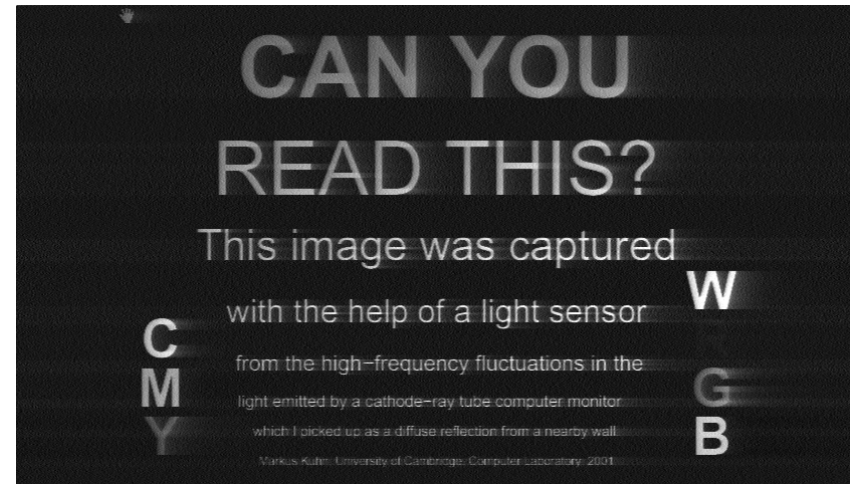 CAN YOU
READ THIS?
This image was captured
with the help of a light sensor
from the high-frequency fluctuations in the
light emitted by a cathode-ray tube computer monitor
which I picked up as a diffuse reflection from a nearby wall.
Markus Kuhn, University of Cambridge, Computer Laboratory, 2001
C
M
Y
W
G
B